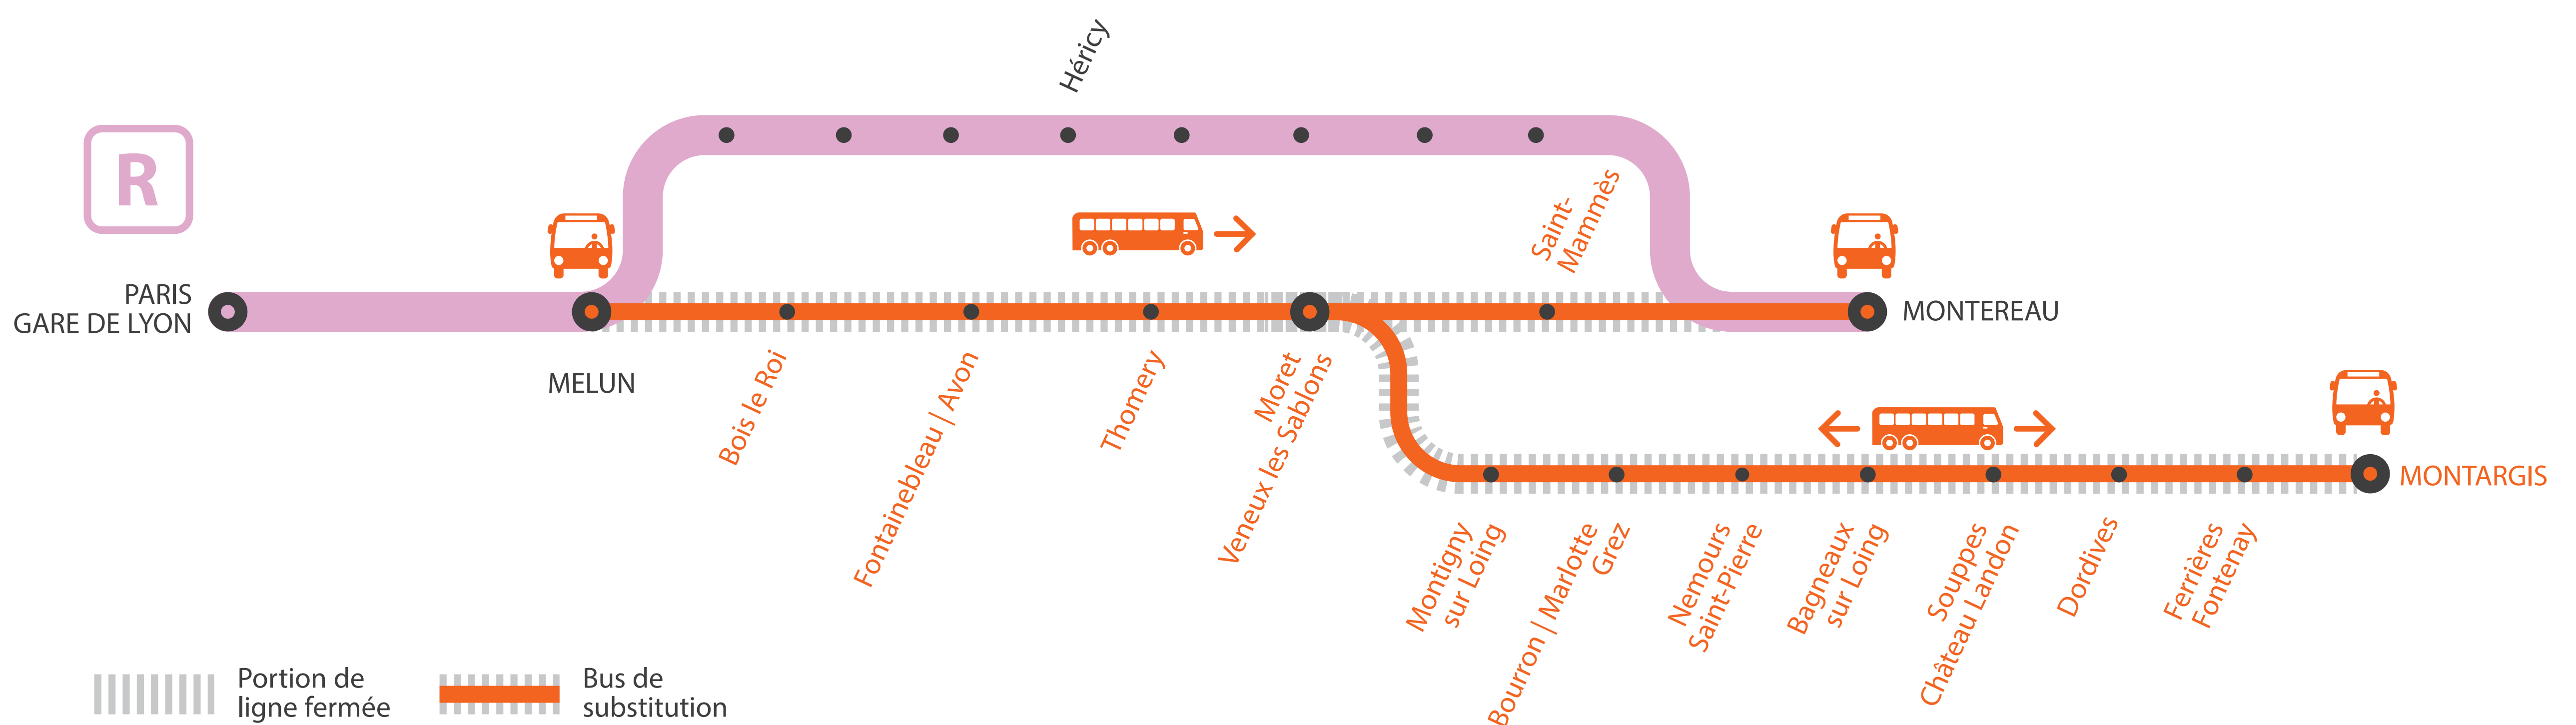 Héricy
R
PARIS
GARE DE LYON
MELUN
Saint-
Mammès
MONTEREAU
Bois le Roi
Fontainebleau | Avon
Thomery
Moret
Veneux les Sablons
MONTARGIS
Montigny
sur Loing
Bourron | Marlotte
Grez
Nemours
Saint-Pierre
Bagneaux
sur Loing
Souppes
Château Landon
Dordives
Ferrières
Fontenay
Portion de
ligne fermée
Bus de
substitution